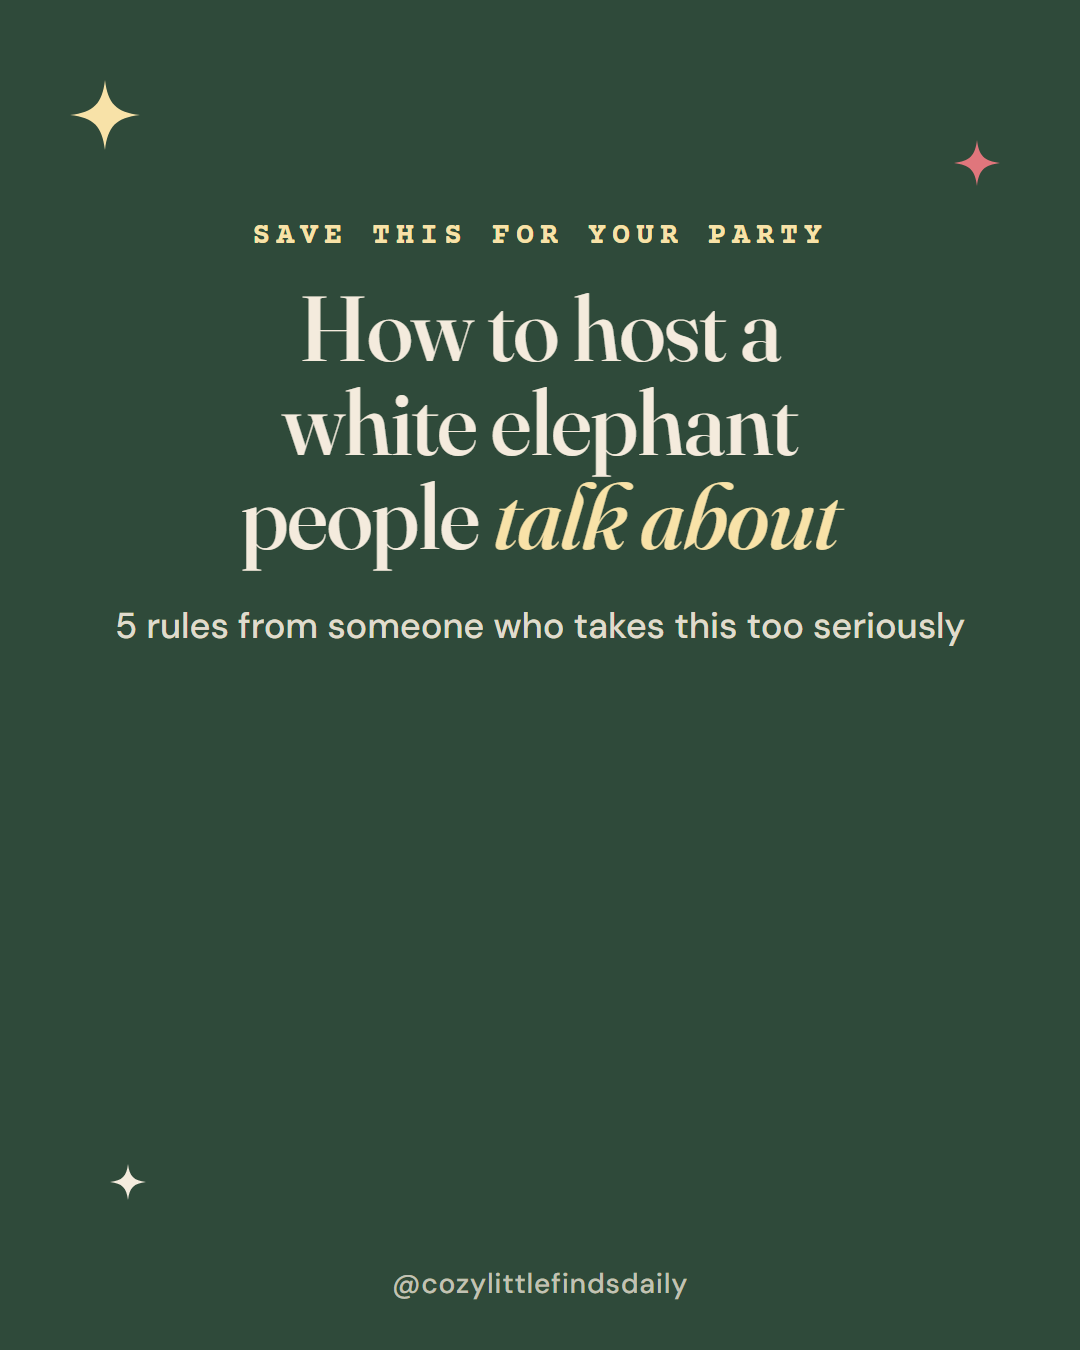 SAVE THIS FOR YOUR PARTY
How to host a
white elephant
people talk about
5 rules from someone who takes this too seriously
@cozylittlefindsdaily